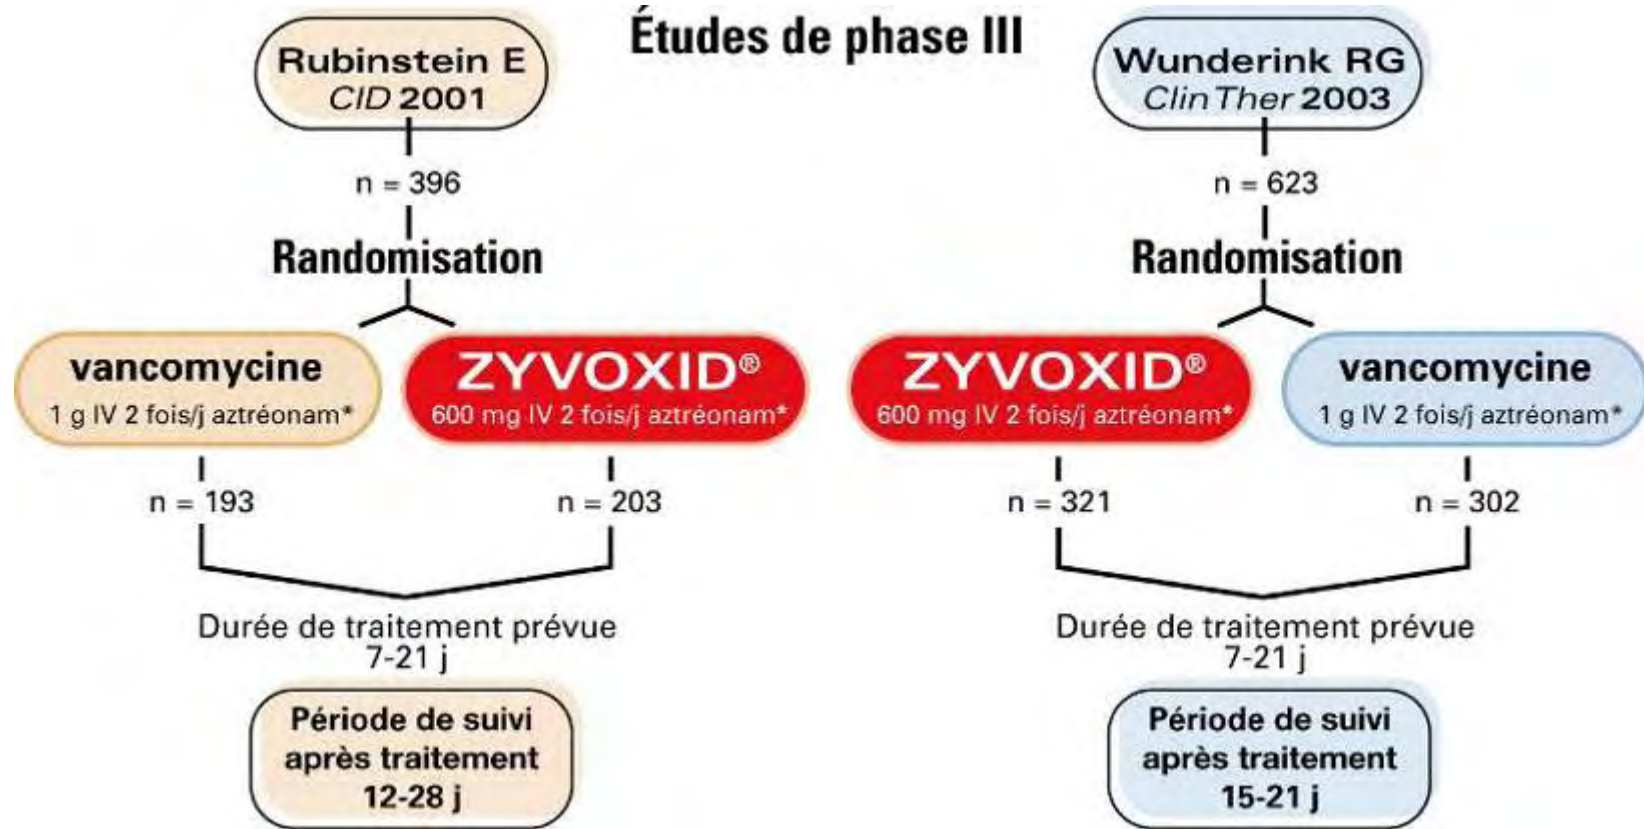 Études de phase III
Rubinstein E
CID 2001
n = 396
Randomisation
vancomycine
1 g IV 2 fois/j aztréonam*
n = 193
ZYVOXID®
600 mg IV 2 fois/j aztréonam*
n = 203
Durée de traitement prévue
7-21 j
Période de suivi
après traitement
12-28 j
Wunderink RG
Clin Ther 2003
n = 623
Randomisation
ZYVOXID®
600 mg IV 2 fois/j aztréonam*
n = 321
vancomycine
1 g IV 2 fois/j aztréonam*
n = 302
Durée de traitement prévue
7-21 j
Période de suivi
après traitement
15-21 j